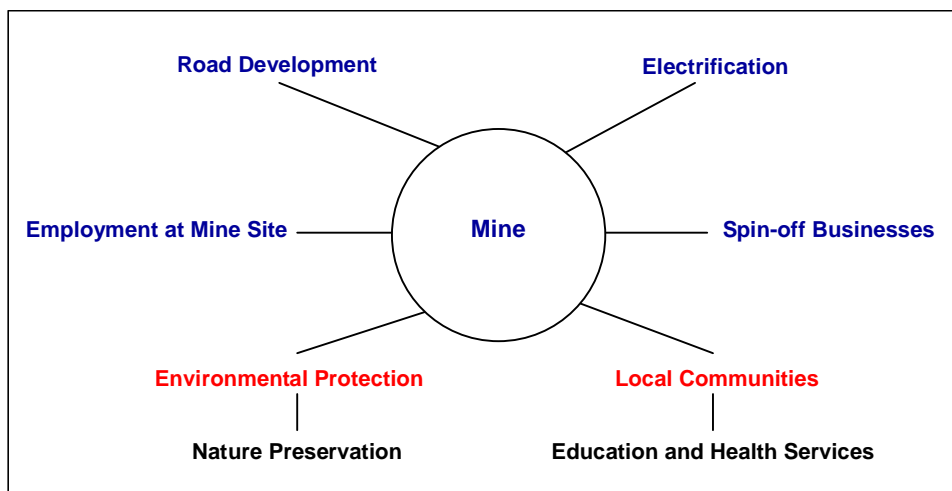 Road Development
Electrification
Employment at Mine Site
Mine
Spin-off Businesses
Environmental Protection
Local Communities
Nature Preservation
Education and Health Services